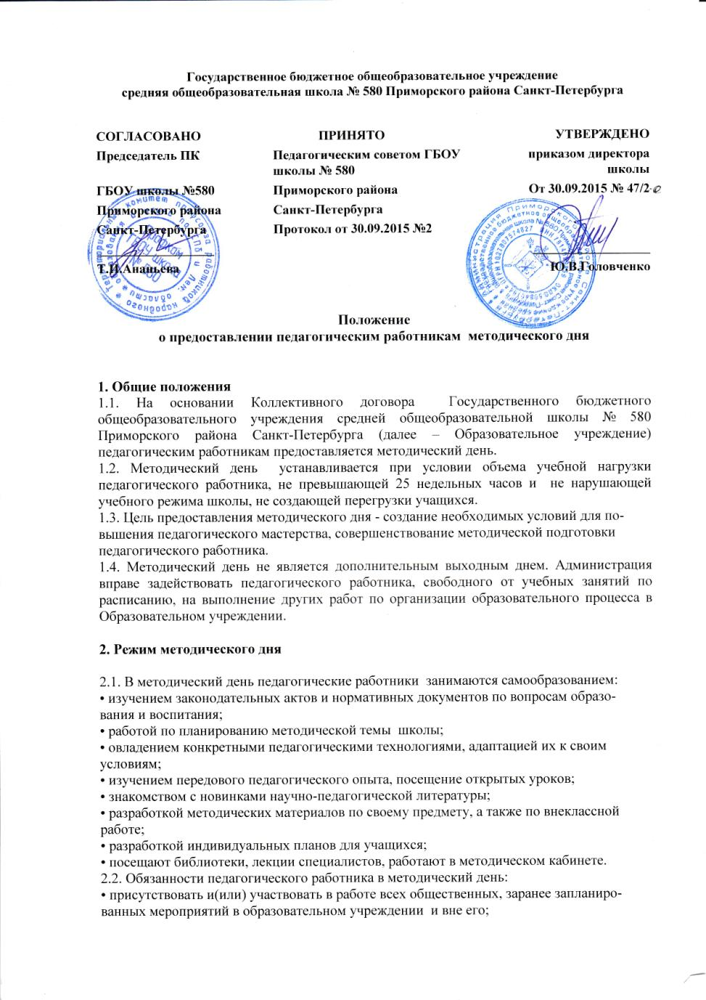 Государственное бюджетное общеобразовательное учреждение
средняя общеобразовательная школа № 580 Приморского района Санкт-Петербурга
СОГЛАСОВАНО
Председатель ПК
ГБОУ школы №580
Приморского района
Санкт-Петербурга
Т.И.Ананьева
ПРИНЯТО
Педагогическим советом ГБОУ
школы № 580
Приморского района
Санкт-Петербурга
Протокол от 30.09.2015 №2
УТВЕРЖДЕНО
приказом директора
школы
От 30.09.2015 № 47/2-о
Ю.В.Головченко
Профком
ГБОУ школа
№ 580
Положение
о предоставлении педагогическим работникам  методического дня
1. Общие положения
1.1. На основании Коллективного договора  Государственного бюджетного
общеобразовательного учреждения средней общеобразовательной школы № 580
Приморского района Санкт-Петербурга (далее – Образовательное учреждение)
педагогическим работникам предоставляется методический день.
1.2. Методический день  устанавливается при условии объема учебной нагрузки
педагогического работника, не превышающей 25 недельных часов и  не нарушающей
учебного режима школы, не создающей перегрузки учащихся.
1.3. Цель предоставления методического дня - создание необходимых условий для по-
вышения педагогического мастерства, совершенствование методической подготовки
педагогического работника.
1.4. Методический день не является дополнительным выходным днем. Администрация
вправе задействовать педагогического работника, свободного от учебных занятий по
расписанию, на выполнение других работ по организации образовательного процесса в
Образовательном учреждении.
2. Режим методического дня
2.1. В методический день педагогические работники  занимаются самообразованием:
• изучением законодательных актов и нормативных документов по вопросам образо-
вания и воспитания;
• работой по планированию методической темы  школы;
• овладением конкретными педагогическими технологиями, адаптацией их к своим
условиям;
• изучением передового педагогического опыта, посещение открытых уроков;
• знакомством с новинками научно-педагогической литературы;
• разработкой методических материалов по своему предмету, а также по внеклассной
работе;
• разработкой индивидуальных планов для учащихся;
• посещают библиотеки, лекции специалистов, работают в методическом кабинете.
2.2. Обязанности педагогического работника в методический день:
• присутствовать и(или) участвовать в работе всех общественных, заранее запланиро-
ванных мероприятий в образовательном учреждении  и вне его;